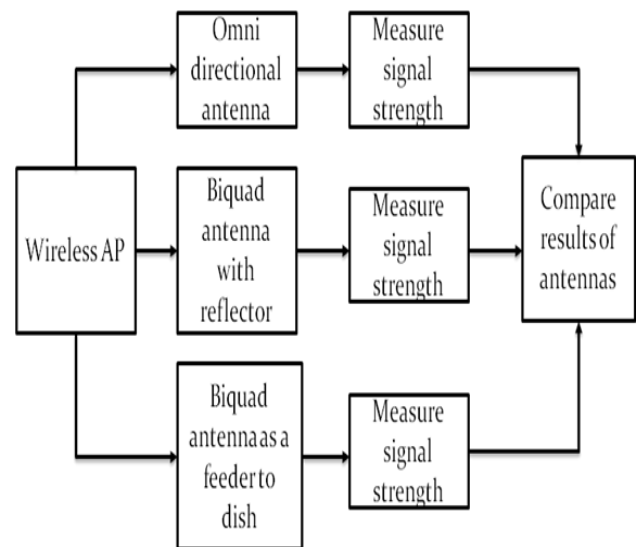 Omni
directional
antenna
Measure
signal
strength
Wireless AP
Biquad
antenna
with
reflector
Measure
signal
strength
Compare
results of
antennas
Biquad
antenna as a
feeder to
dish
Measure
signal
strength